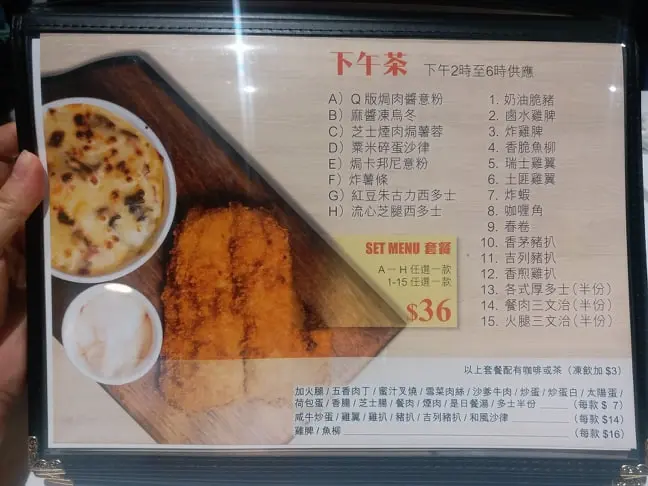 下午茶 下午2時至6時供應
A）Q版焗肉醬意粉
B）麻醬凍烏冬
C）芝士煙肉焗薯蓉
D）粟米碎蛋沙律
E）焗卡邦尼意粉
F）炸薯條
G）紅豆朱古力西多士
H）流心芝腿西多士
1. 奶油脆豬
2. 鹵水雞脾
3. 炸雞脾
4. 香脆魚柳
5. 瑞士雞翼
6. 土匪雞翼
7. 炸蝦
8. 咖喱角
9. 春卷
10. 香茅豬扒
11. 吉列豬扒
12. 香煎雞扒
13. 各式厚多士(半份)
14. 餐肉三文治(半份)
15. 火腿三文治(半份)
SET MENU 套餐
A－H 任選一款
1-15 任選一款
$36
以上套餐配有咖啡或茶(凍飲加 $3)
加火腿/五香肉丁/蜜汁叉燒/雪菜肉絲/沙爹牛肉/炒蛋/炒蛋白/太陽蛋/
荷包蛋/香腸/芝士腸/餐肉/煙肉/是日餐湯/多士半份 (每款 $ 7)
咸牛炒蛋/雞翼/雞扒/豬扒/吉列豬扒/和風沙律 (每款 $14)
雞脾/魚柳 (每款 $16)